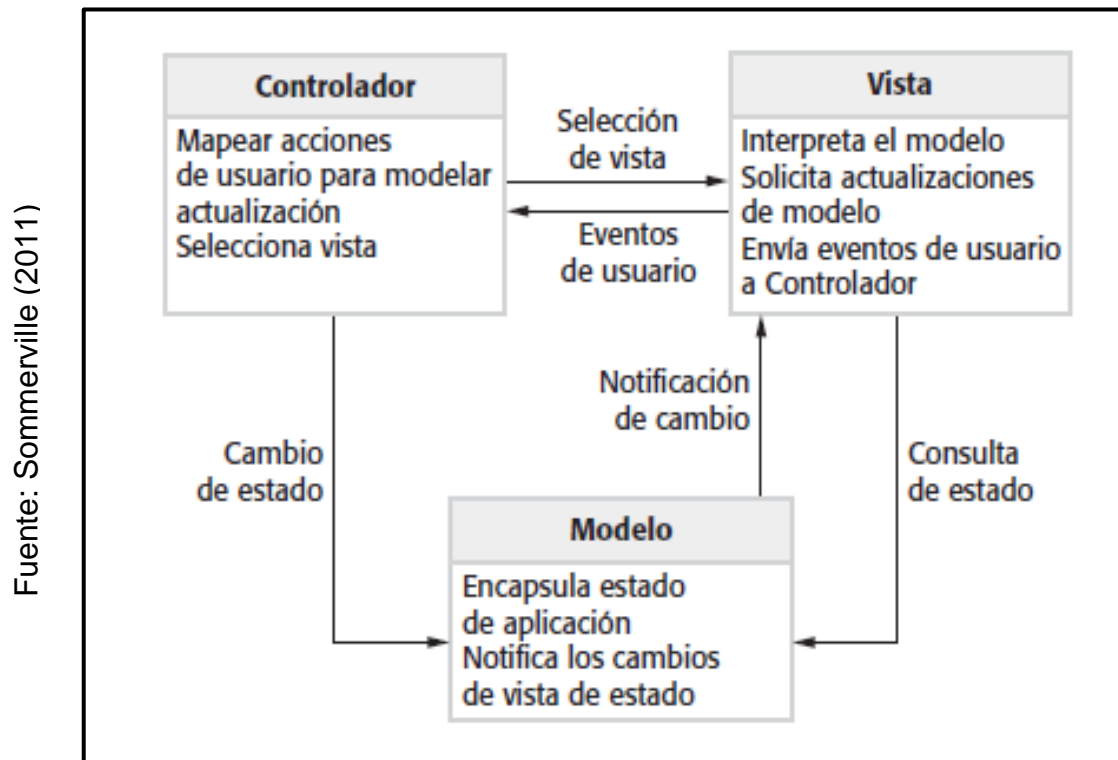 Fuente: Sommerville (2011)
Controlador
Mapear acciones
de usuario para modelar
actualización
Selecciona vista
Selección
de vista
Eventos
de usuario
Vista
Interpreta el modelo
Solicita actualizaciones
de modelo
Envía eventos de usuario
a Controlador
Cambio
de estado
Notificación
de cambio
Consulta
de estado
Modelo
Encapsula estado
de aplicación
Notifica los cambios
de vista de estado